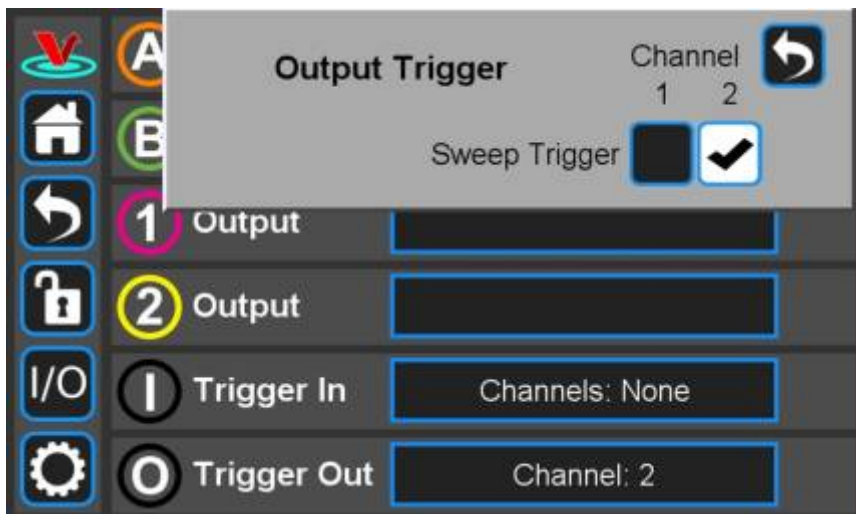 A
Output Trigger
Channel
1 2
B
Sweep Trigger
1 Output
2 Output
I/O
I Trigger In
Channels: None
O Trigger Out
Channel: 2